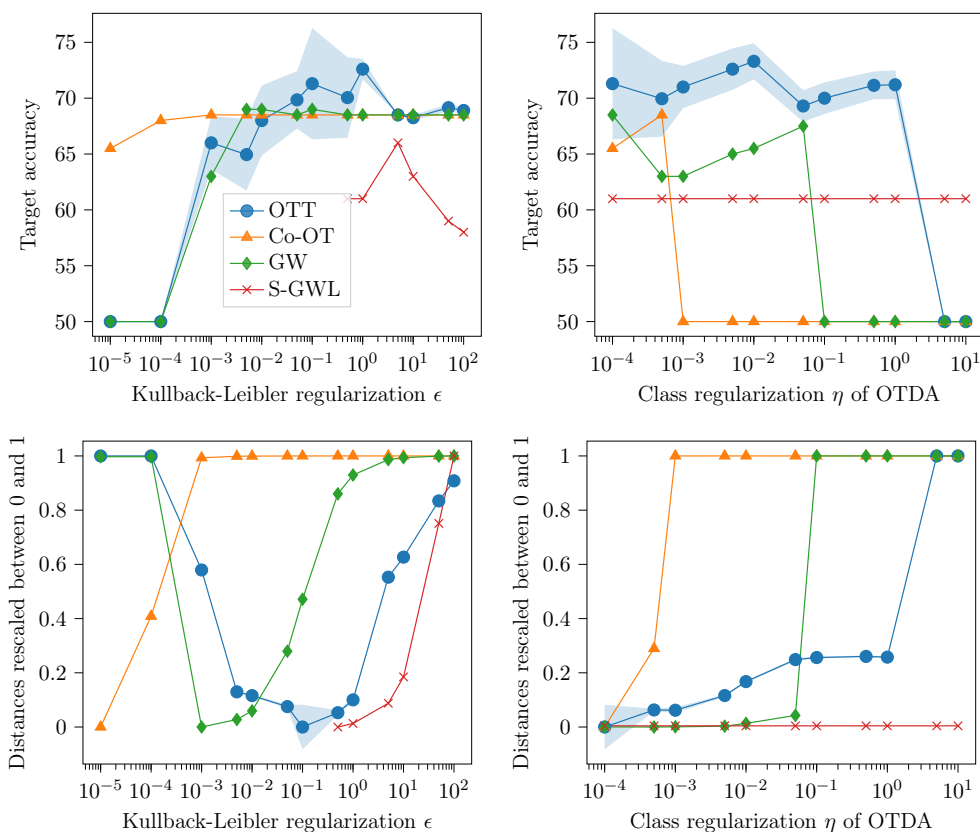 75
70
65
60
55
50
Target accuracy
OTT
Co-OT
GW
S-GWL
10^−5 10^−4 10^−3 10^−2 10^−1 10^0 10^1 10^2
Kullback-Leibler regularization ϵ
75
70
65
60
55
50
Target accuracy
10^−4 10^−3 10^−2 10^−1 10^0 10^1
Class regularization η of OTDA
1
0.8
0.6
0.4
0.2
0
Distances rescaled between 0 and 1
10^−5 10^−4 10^−3 10^−2 10^−1 10^0 10^1 10^2
Kullback-Leibler regularization ϵ
1
0.8
0.6
0.4
0.2
0
Distances rescaled between 0 and 1
10^−4 10^−3 10^−2 10^−1 10^0 10^1
Class regularization η of OTDA